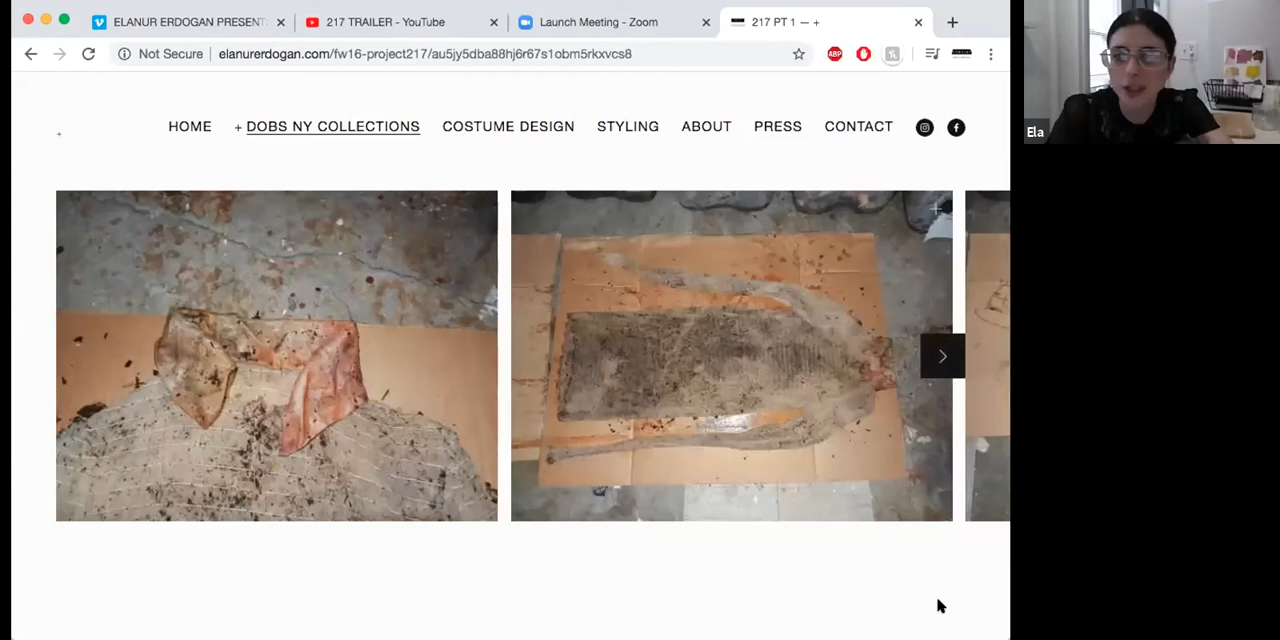 ELANUR ERDOGAN PRESENT
217 TRAILER - YouTube
Launch Meeting - Zoom
217 PT 1 — +
Not Secure
elanurerdogan.com/fw16-project217/au5jy5dba88hj6r67s1obm5rkxvcs8
ABP
HOME
+ DOBS NY COLLECTIONS
COSTUME DESIGN
STYLING
ABOUT
PRESS
CONTACT
Ela